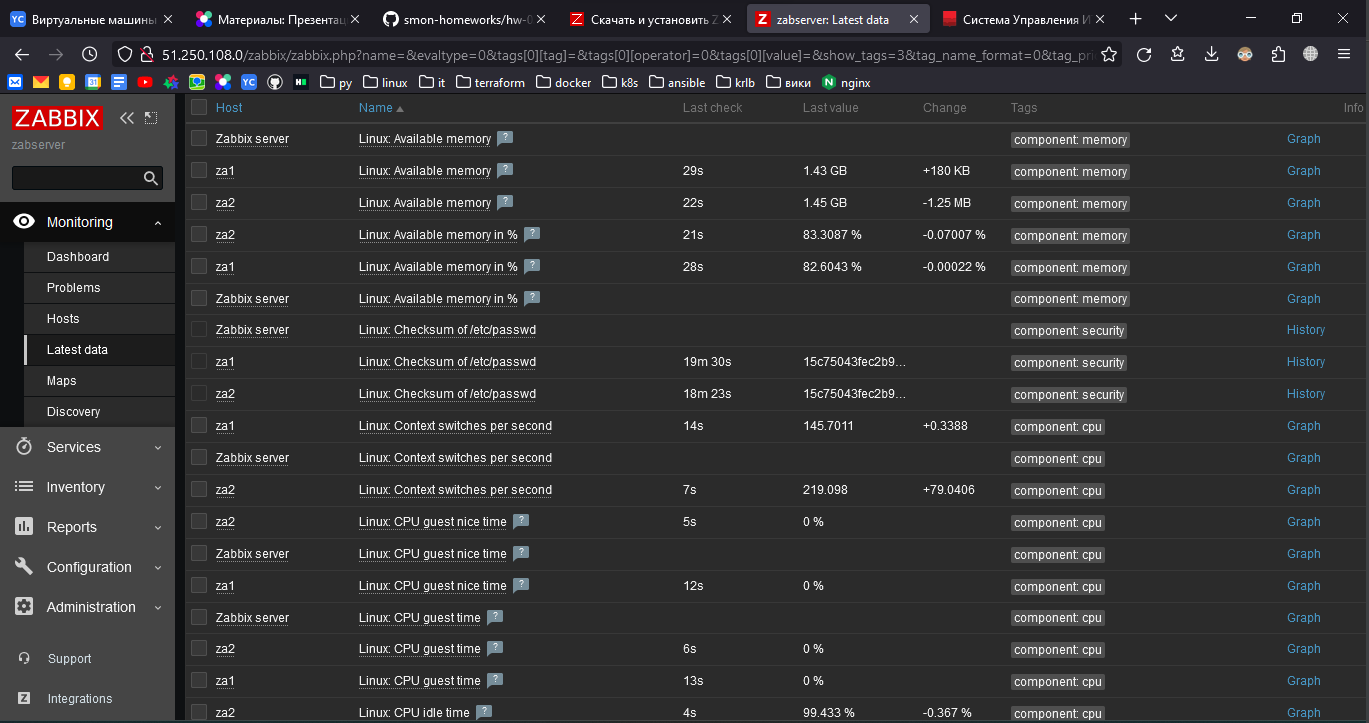 Виртуальные машины
Материалы: Презентац
smon-homeworks/hw-0
Скачать и установить Z
zabserver: Latest data
Система Управления И
51.250.108.0/zabbix/zabbix.php?name=&evaltype=0&tags[0][tag]=&tags[0][operator]=0&tags[0][value]=&show_tags=3&tag_name_format=0&tag_pri
py linux it terraform docker k8s ansible krlb вики nginx
ZABBIX
zabserver
Monitoring
Dashboard
Problems
Hosts
Latest data
Maps
Discovery
Services
Inventory
Reports
Configuration
Administration
Support
Integrations
Host Name Last check Last value Change Tags Info
Zabbix server Linux: Available memory ? component: memory Graph
za1 Linux: Available memory ? 29s 1.43 GB +180 KB component: memory Graph
za2 Linux: Available memory ? 22s 1.45 GB -1.25 MB component: memory Graph
za2 Linux: Available memory in % ? 21s 83.3087 % -0.07007 % component: memory Graph
za1 Linux: Available memory in % ? 28s 82.6043 % -0.00022 % component: memory Graph
Zabbix server Linux: Available memory in % ? component: memory Graph
Zabbix server Linux: Checksum of /etc/passwd component: security History
za1 Linux: Checksum of /etc/passwd 19m 30s 15c75043fec2b9... component: security History
za2 Linux: Checksum of /etc/passwd 18m 23s 15c75043fec2b9... component: security History
za1 Linux: Context switches per second 14s 145.7011 +0.3388 component: cpu Graph
Zabbix server Linux: Context switches per second component: cpu Graph
za2 Linux: Context switches per second 7s 219.098 +79.0406 component: cpu Graph
za2 Linux: CPU guest nice time ? 5s 0 % component: cpu Graph
Zabbix server Linux: CPU guest nice time ? component: cpu Graph
za1 Linux: CPU guest nice time ? 12s 0 % component: cpu Graph
Zabbix server Linux: CPU guest time ? component: cpu Graph
za2 Linux: CPU guest time ? 6s 0 % component: cpu Graph
za1 Linux: CPU guest time ? 13s 0 % component: cpu Graph
za2 Linux: CPU idle time ? 4s 99.433 % -0.367 % component: cpu Graph